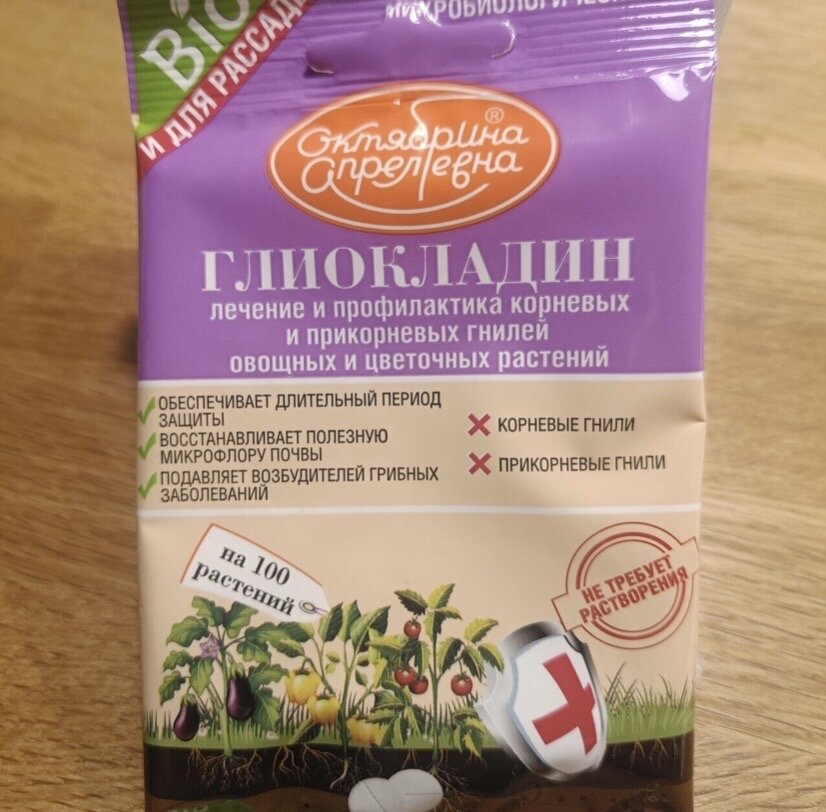 Bio
И ДЛЯ РАССАДЫ
МИКРОБИОЛОГИЧЕС
Октябрина ®
Апрелевна
ГЛИОКЛАДИН
лечение и профилактика корневых
и прикорневых гнилей
овощных и цветочных растений
ОБЕСПЕЧИВАЕТ ДЛИТЕЛЬНЫЙ ПЕРИОД
ЗАЩИТЫ
ВОССТАНАВЛИВАЕТ ПОЛЕЗНУЮ
МИКРОФЛОРУ ПОЧВЫ
ПОДАВЛЯЕТ ВОЗБУДИТЕЛЕЙ ГРИБНЫХ
ЗАБОЛЕВАНИЙ
КОРНЕВЫЕ ГНИЛИ
ПРИКОРНЕВЫЕ ГНИЛИ
на 100
растений
НЕ ТРЕБУЕТ
РАСТВОРЕНИЯ